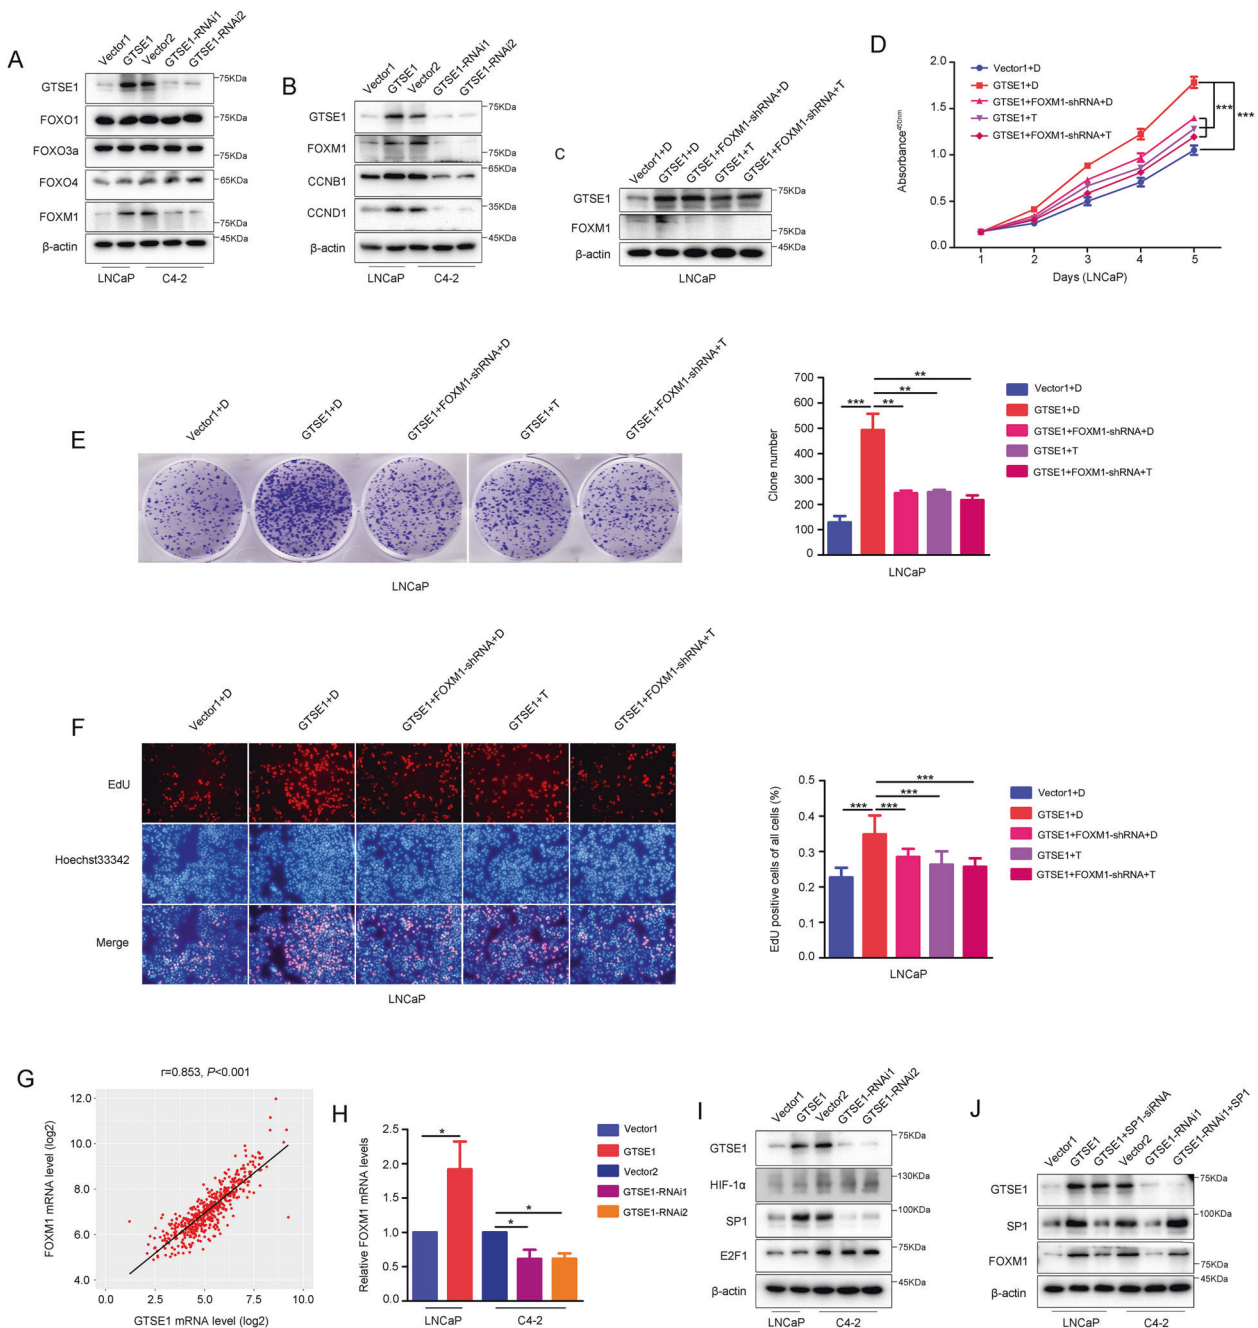 A
Vector1
GTSE1
Vector2
GTSE1-RNAi1
GTSE1-RNAi2
GTSE1
75KDa
FOXO1
75KDa
FOXO3a
FOXO4
65KDa
FOXM1
75KDa
β-actin
45KDa
LNCaP
C4-2
B
Vector1
GTSE1
Vector2
GTSE1-RNAi1
GTSE1-RNAi2
GTSE1
75KDa
FOXM1
75KDa
CCNB1
65KDa
CCND1
35KDa
β-actin
45KDa
LNCaP
C4-2
C
Vector1+D
GTSE1+D
GTSE1+FOXM1-shRNA+D
GTSE1+T
GTSE1+FOXM1-shRNA+T
GTSE1
75KDa
FOXM1
75KDa
β-actin
45KDa
LNCaP
D
Absorbance450nm
2.0
1.5
1.0
0.5
0.0
Vector1+D
GTSE1+D
GTSE1+FOXM1-shRNA+D
GTSE1+T
GTSE1+FOXM1-shRNA+T
***
***
1 2 3 4 5
Days (LNCaP)
E
Vector1+D
GTSE1+D
GTSE1+FOXM1-shRNA+D
GTSE1+T
GTSE1+FOXM1-shRNA+T
LNCaP
Clone number
700
600
500
400
300
200
100
0
**
**
*** **
LNCaP
Vector1+D
GTSE1+D
GTSE1+FOXM1-shRNA+D
GTSE1+T
GTSE1+FOXM1-shRNA+T
F
Vector1+D
GTSE1+D
GTSE1+FOXM1-shRNA+D
GTSE1+T
GTSE1+FOXM1-shRNA+T
EdU
Hoechst33342
Merge
LNCaP
EdU positive cells of all cells (%)
0.5
0.4
0.3
0.2
0.1
0.0
***
***
*** ***
LNCaP
Vector1+D
GTSE1+D
GTSE1+FOXM1-shRNA+D
GTSE1+T
GTSE1+FOXM1-shRNA+T
G
r=0.853, P<0.001
FOXM1 mRNA level (log2)
12.0
10.0
8.0
6.0
4.0
0.0 2.5 5.0 7.5 10.0
GTSE1 mRNA level (log2)
H
Relative FOXM1 mRNA levels
2.5
2.0
1.5
1.0
0.5
0.0
*
*
*
LNCaP
C4-2
Vector1
GTSE1
Vector2
GTSE1-RNAi1
GTSE1-RNAi2
I
Vector1
GTSE1
Vector2
GTSE1-RNAi1
GTSE1-RNAi2
GTSE1
75KDa
HIF-1α
130KDa
SP1
100KDa
E2F1
75KDa
β-actin
45KDa
LNCaP
C4-2
J
Vector1
GTSE1
GTSE1+SP1-siRNA
Vector2
GTSE1-RNAi1
GTSE1-RNAi1+SP1
GTSE1
75KDa
SP1
100KDa
FOXM1
75KDa
β-actin
45KDa
LNCaP
C4-2